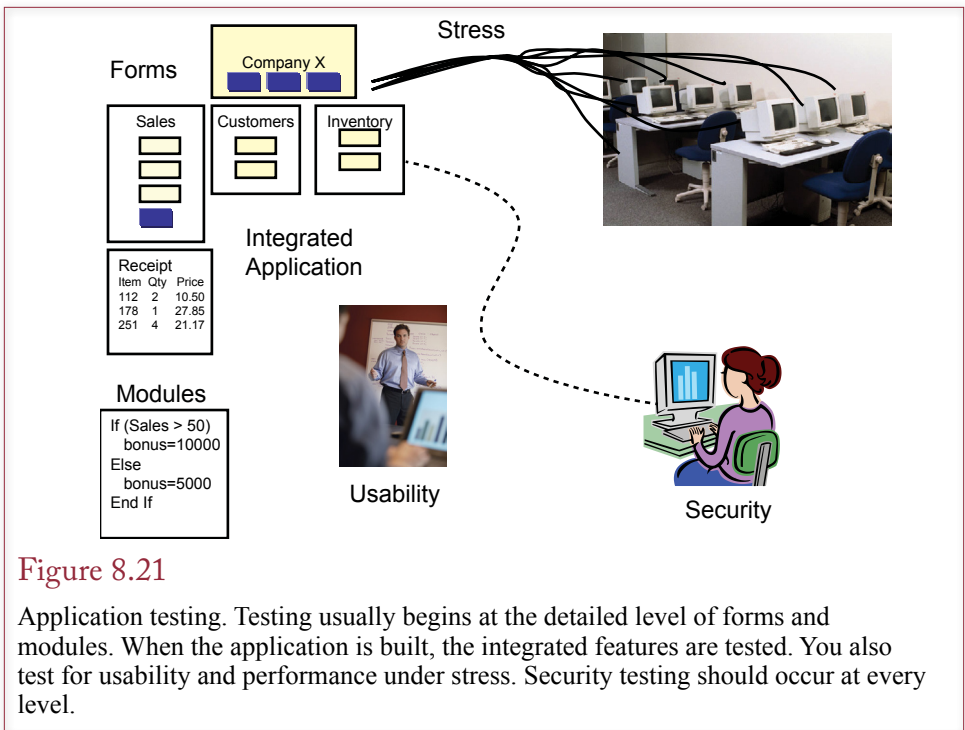 Stress
Forms
Company X
Sales
Customers
Inventory
Integrated
Application
Receipt
Item Qty Price
112 2 10.50
178 1 27.85
251 4 21.17
Modules
If (Sales > 50)
bonus=10000
Else
bonus=5000
End If
Usability
Security
Figure 8.21
Application testing. Testing usually begins at the detailed level of forms and
modules. When the application is built, the integrated features are tested. You also
test for usability and performance under stress. Security testing should occur at every
level.